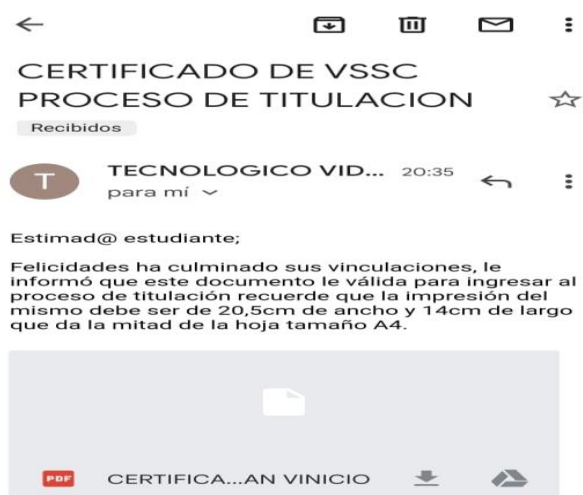 CERTIFICADO DE VSSC
PROCESO DE TITULACION
Recibidos
T
TECNOLOGICO VID... 20:35
para mí
Estimad@ estudiante;
Felicidades ha culminado sus vinculaciones, le
informó que este documento le válida para ingresar al
proceso de titulación recuerde que la impresión del
mismo debe ser de 20,5cm de ancho y 14cm de largo
que da la mitad de la hoja tamaño A4.
PDF CERTIFICA...AN VINICIO